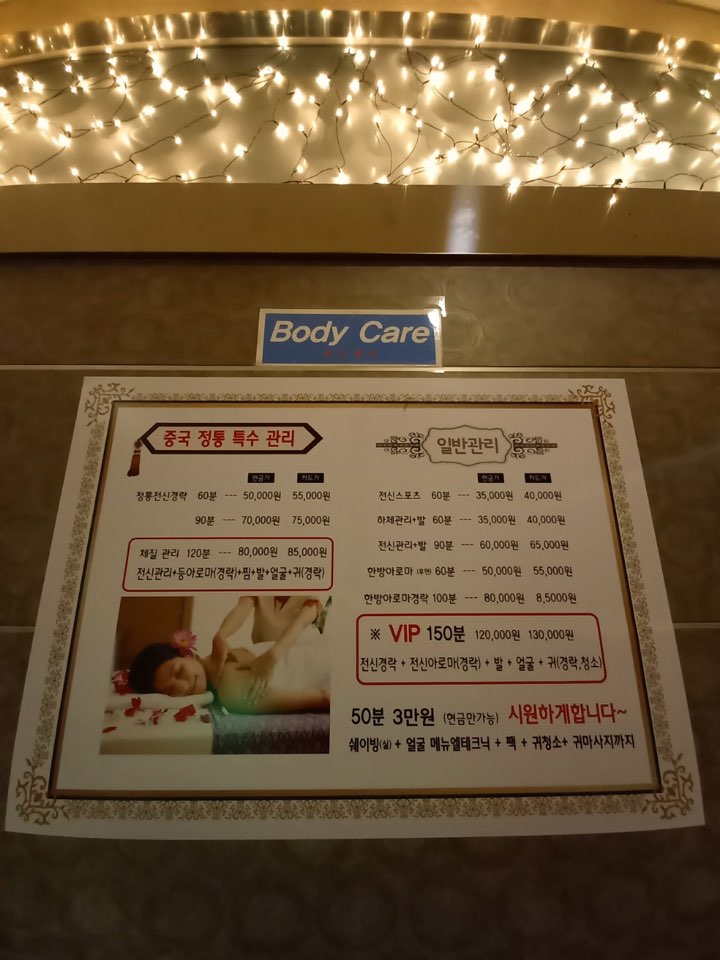 Body Care
중국 정통 특수 관리
현금가 카드가
정통전신경락 60분 --- 50,000원 55,000원
90분 --- 70,000원 75,000원
체질 관리 120분 --- 80,000원 85,000원
전신관리+등아로마(경락)+찜+발+얼굴+귀(경락)
일반관리
현금가 카드가
전신스포츠 60분 --- 35,000원 40,000원
하체관리+발 60분 --- 35,000원 40,000원
전신관리+발 90분 --- 60,000원 65,000원
한방아로마 (후면) 60분 --- 50,000원 55,000원
한방아로마경락 100분 --- 80,000원 8,5000원
※ VIP 150분 120,000원 130,000원
전신경락 + 전신아로마(경락) + 발 + 얼굴 + 귀(경락,청소)
50분 3만원 (현금만가능) 시원하게합니다~
쉐이빙(실) + 얼굴 메뉴엘테크닉 + 팩 + 귀청소+ 귀마사지까지